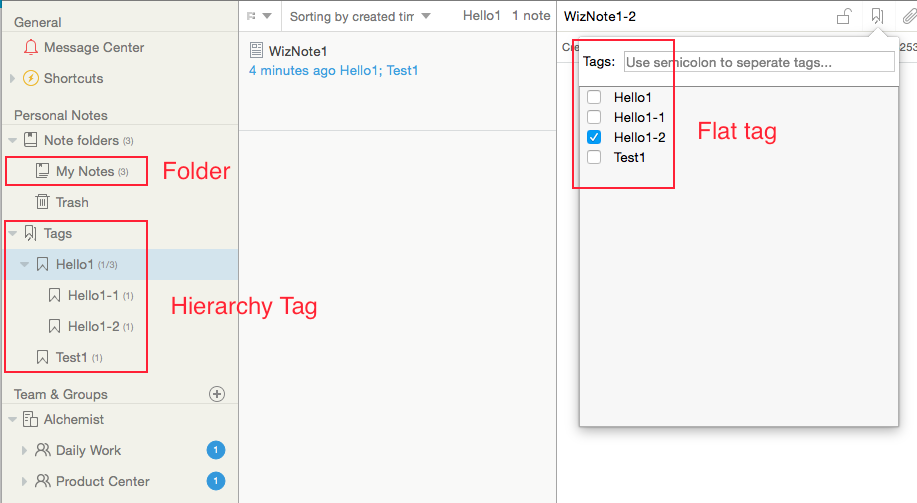 General
Message Center
Shortcuts
Personal Notes
Note folders (3)
My Notes (3)
Folder
Trash
Tags
Hello1 (1/3)
Hello1-1 (1)
Hello1-2 (1)
Hierarchy Tag
Test1 (1)
Team & Groups
Alchemist
Daily Work 1
Product Center 1
Sorting by created tim
Hello1 1 note
WizNote1
4 minutes ago Hello1; Test1
WizNote1-2
Cre
253
Tags: Use semicolon to seperate tags...
Hello1
Hello1-1
Hello1-2
Test1
Flat tag